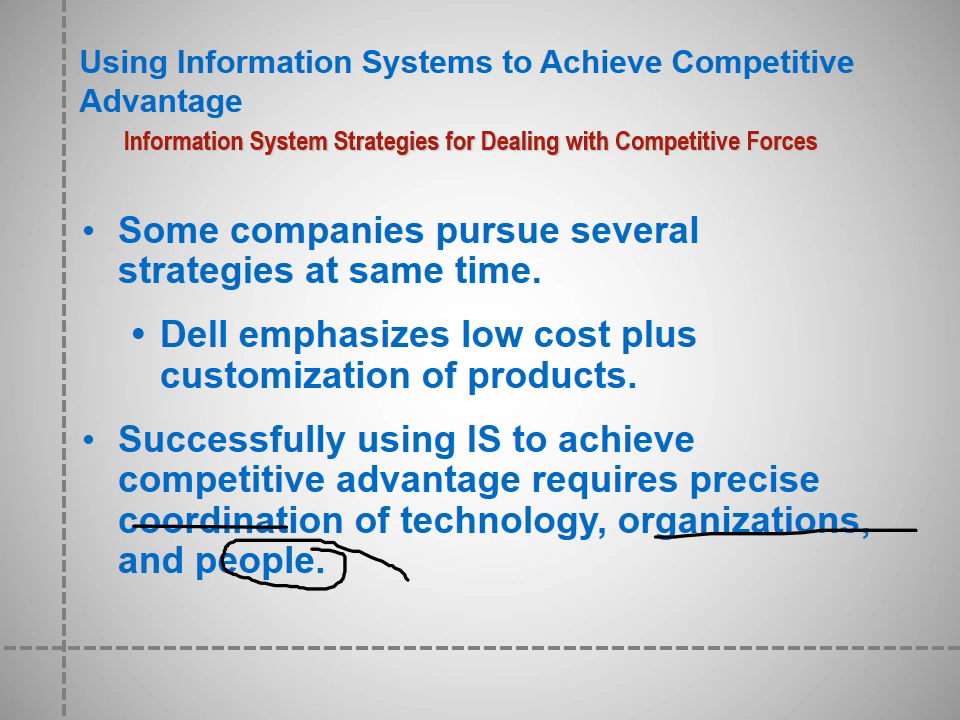 Using Information Systems to Achieve Competitive
Advantage
Information System Strategies for Dealing with Competitive Forces
• Some companies pursue several
strategies at same time.
• Dell emphasizes low cost plus
customization of products.
• Successfully using IS to achieve
competitive advantage requires precise
coordination of technology, organizations,
and people.